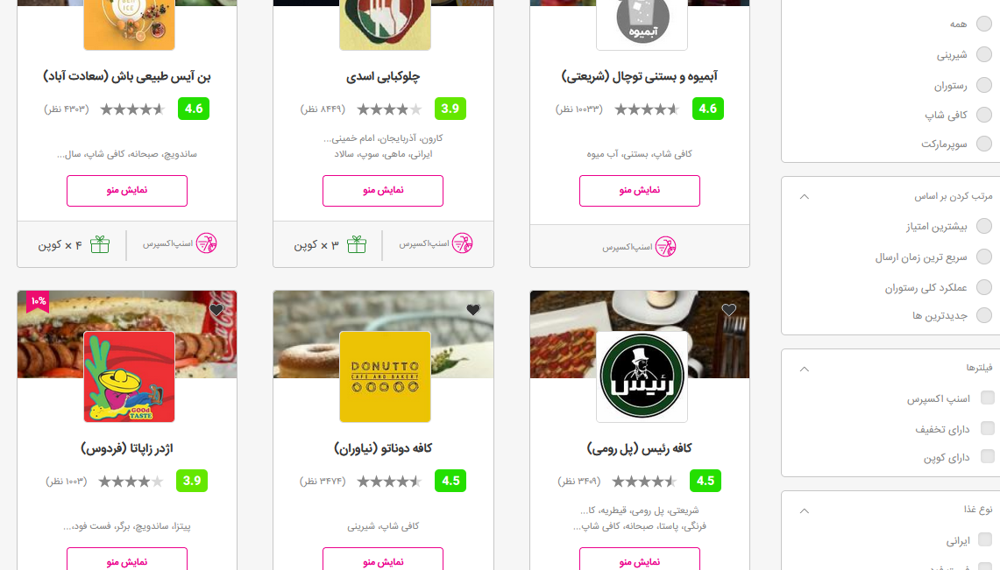 همه
شیرینی
رستوران
کافی شاپ
سوپرمارکت
مرتب کردن بر اساس
بیشترین امتیاز
سریع ترین زمان ارسال
عملکرد کلی رستوران
جدیدترین ها
فیلترها
اسنپ اکسپرس
دارای تخفیف
دارای کوپن
نوع غذا
ایرانی
آبمیوه
آبمیوه و بستنی توچال (شریعتی)
4.6
(۱۰۰۳۳ نظر)
کافی شاپ، بستنی، آب میوه
نمایش منو
اسنپ‌اکسپرس
چلوکبابی اسدی
3.9
(۸۴۴۹ نظر)
کارون، آذربایجان، امام خمینی...
ایرانی، ماهی، سوپ، سالاد
نمایش منو
اسنپ‌اکسپرس
۳ × کوپن
ICE
بن آیس طبیعی باش (سعادت آباد)
4.6
(۴۳۰۳ نظر)
ساندویچ، صبحانه، کافی شاپ، سال...
نمایش منو
اسنپ‌اکسپرس
۴ × کوپن
رئیس
کافه رئیس (پل رومی)
4.5
(۳۴۰۹ نظر)
شریعتی، پل رومی، قیطریه، کا...
فرنگی، پاستا، صبحانه، کافی شاپ...
نمایش منو
DONUTTO
CAFE AND BAKERY
کافه دوناتو (نیاوران)
4.5
(۳۴۷۴ نظر)
کافی شاپ، شیرینی
نمایش منو
۱۰%
GOOD
TASTE
اژدر زاپاتا (فردوس)
3.9
(۱۰۰۳ نظر)
پیتزا، ساندویچ، برگر، فست فود،...
نمایش منو